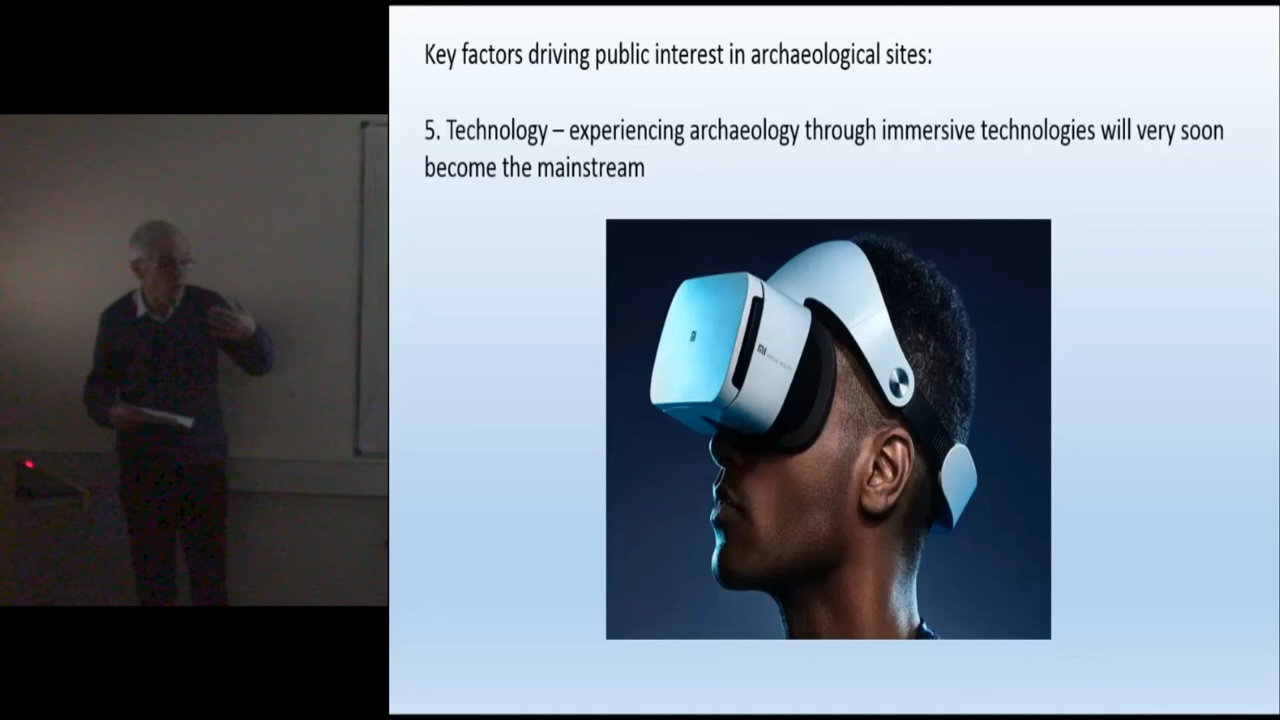 Key factors driving public interest in archaeological sites:
5. Technology – experiencing archaeology through immersive technologies will very soon
become the mainstream